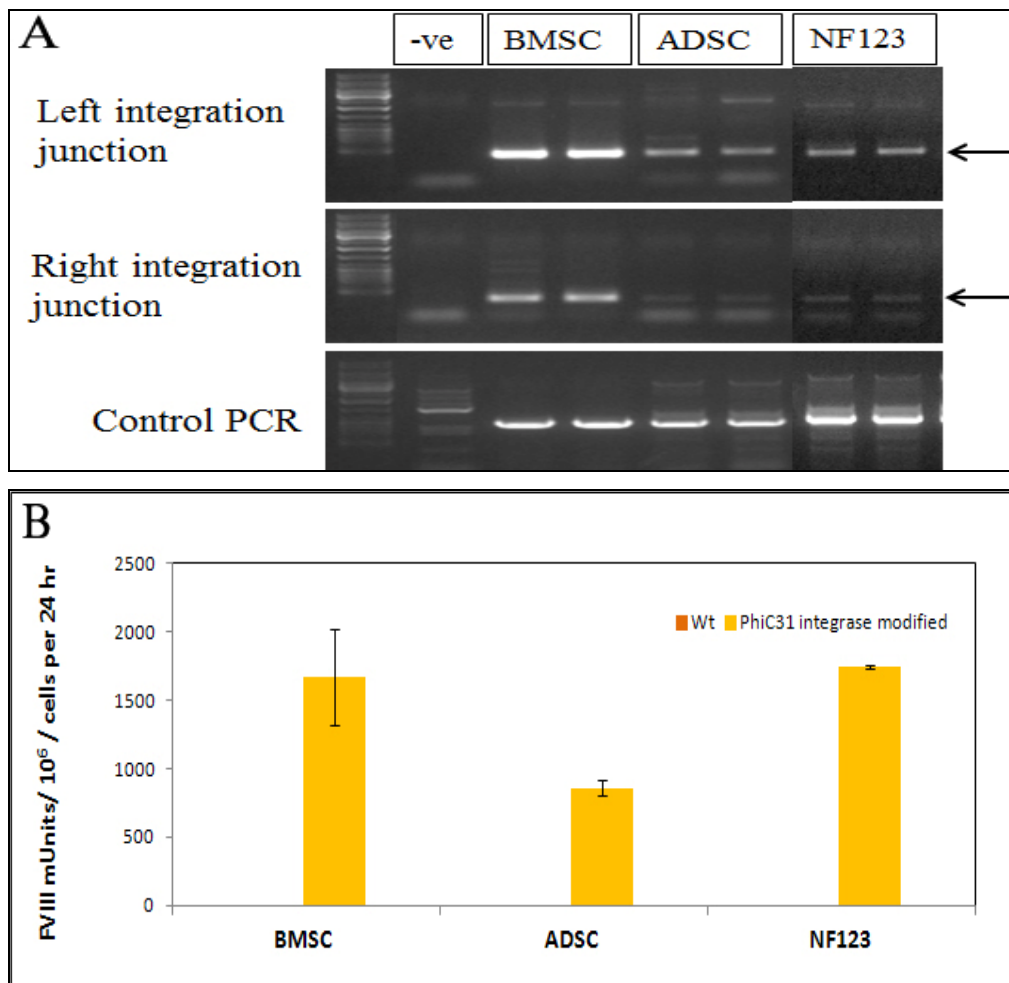 A
-ve BMSC ADSC NF123
Left integration
junction
Right integration
junction
Control PCR
B
FVIII mUnits/ 10⁶ / cells per 24 hr
2500
2000
1500
1000
500
0
Wt PhiC31 integrase modified
BMSC ADSC NF123